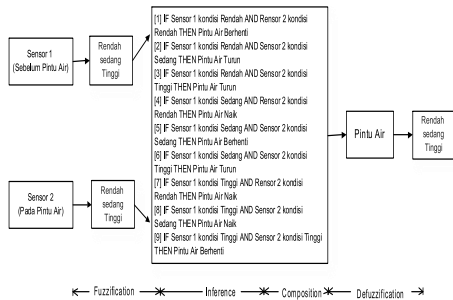 Sensor 1
(Sebelum Pintu Air)
Rendah
sedang
Tinggi
Sensor 2
(Pada Pintu Air)
Rendah
sedang
Tinggi
[1] IF Sensor 1 kondisi Rendah AND Rensor 2 kondisi
Rendah THEN Pintu Air Berhenti
[2] IF Sensor 1 kondisi Rendah AND Sensor 2 kondisi
Sedang THEN Pintu Air Turun
[3] IF Sensor 1 kondisi Rendah AND Sensor 2 kondisi
Tinggi THEN Pintu Air Turun
[4] IF Sensor 1 kondisi Sedang AND Rensor 2 kondisi
Rendah THEN Pintu Air Naik
[5] IF Sensor 1 kondisi Sedang AND Sensor 2 kondisi
Sedang THEN Pintu Air Berhenti
[6] IF Sensor 1 kondisi Sedang AND Sensor 2 kondisi
Tinggi THEN Pintu Air Turun
[7] IF Sensor 1 kondisi Tinggi AND Rensor 2 kondisi
Rendah THEN Pintu Air Naik
[8] IF Sensor 1 kondisi Tinggi AND Sensor 2 kondisi
Sedang THEN Pintu Air Naik
[9] IF Sensor 1 kondisi Tinggi AND Sensor 2 kondisi Tinggi
THEN Pintu Air Berhenti
Pintu Air
Rendah
sedang
Tinggi
Fuzzification
Inference
Composition
Defuzzification